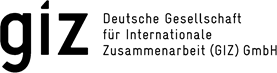 giz
Deutsche Gesellschaft
für Internationale
Zusammenarbeit (GIZ) GmbH